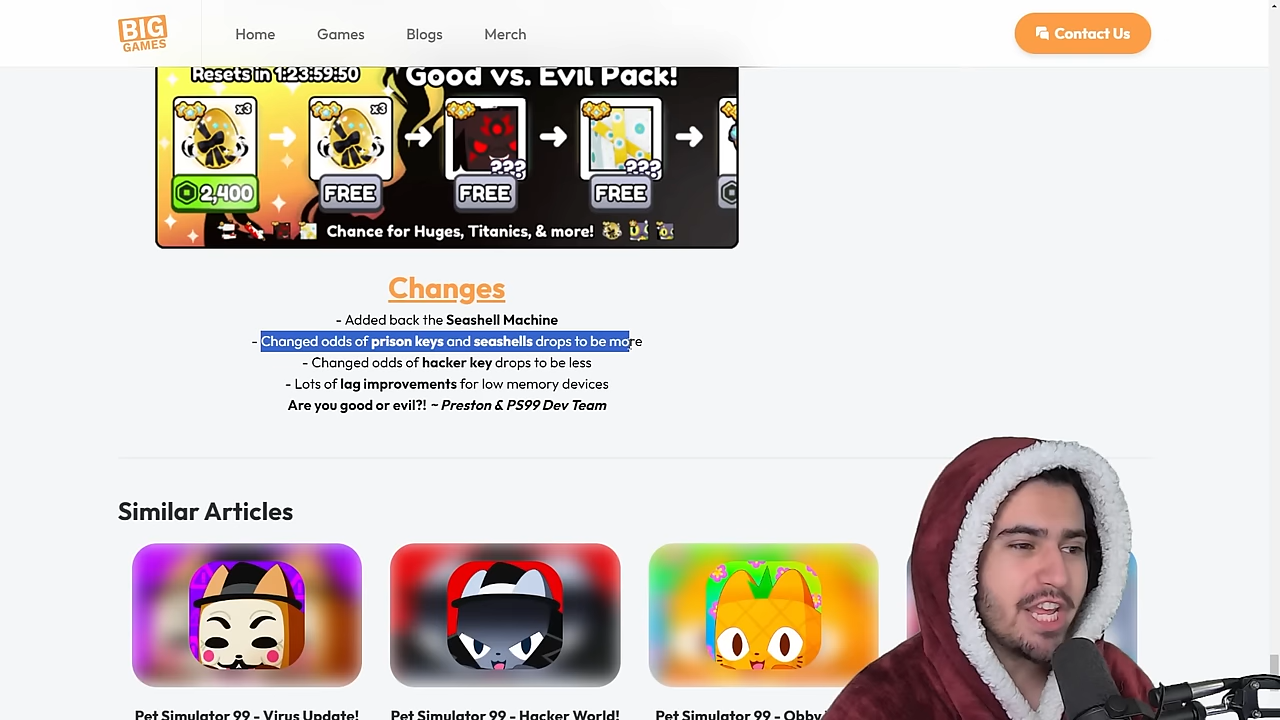 BIG
GAMES
Home
Games
Blogs
Merch
Contact Us
Resets in 1:23:59:50
Good vs. Evil Pack!
x3
x3
???
???
2,400
FREE
FREE
FREE
Chance for Huges, Titanics, & more!
Changes
- Added back the Seashell Machine
- Changed odds of prison keys and seashells drops to be more
- Changed odds of hacker key drops to be less
- Lots of lag improvements for low memory devices
Are you good or evil?! ~ Preston & PS99 Dev Team
Similar Articles
Pet Simulator 99 - Virus Update!
Pet Simulator 99 - Hacker World!
Pet Simulator 99 - Obby